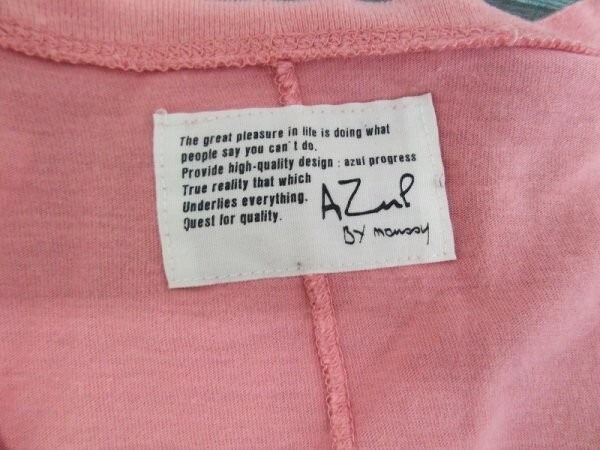 The great pleasure in life is doing what
people say you can't do.
Provide high-quality design : azul progress
True reality that which
Underlies everything.
Quest for quality.
AZUL
BY moussy